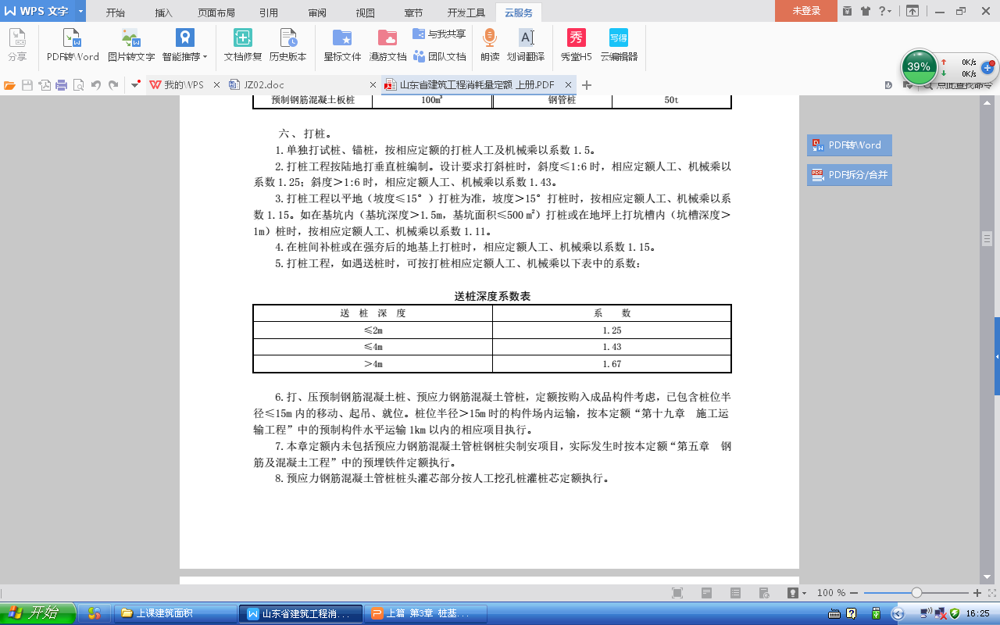 WPS 文字
开始 插入 页面布局 引用 审阅 视图 章节 开发工具 云服务 未登录
分享 PDF转Word 图片转文字 智能推荐 文档修复 历史版本 星标文件 漫游文档 与我共享 团队文档 朗读 划词翻译 秀堂H5 云编辑器
秀 写得
39% 0K/s
0K/s
我的WPS JZ02.doc 山东省建筑工程消耗量定额 上册.PDF 点此查找命令
预制钢筋混凝土板桩 100m³ 钢管桩 50t
六、打桩。
1.单独打试桩、锚桩，按相应定额的打桩人工及机械乘以系数 1.5。
2.打桩工程按陆地打垂直桩编制。设计要求打斜桩时，斜度≤1:6 时，相应定额人工、机械乘以
系数 1.25；斜度＞1:6 时，相应定额人工、机械乘以系数 1.43。
3.打桩工程以平地（坡度≤15°）打桩为准，坡度＞15°打桩时，按相应定额人工、机械乘以系
数 1.15。如在基坑内（基坑深度＞1.5m，基坑面积≤500 m²）打桩或在地坪上打坑槽内（坑槽深度＞
1m）桩时，按相应定额人工、机械乘以系数 1.11。
4.在桩间补桩或在强夯后的地基上打桩时，相应定额人工、机械乘以系数 1.15。
5.打桩工程，如遇送桩时，可按打桩相应定额人工、机械乘以下表中的系数：
送桩深度系数表
送 桩 深 度 系 数
≤2m 1.25
≤4m 1.43
＞4m 1.67
6.打、压预制钢筋混凝土桩、预应力钢筋混凝土管桩，定额按购入成品构件考虑，已包含桩位半
径≤15m 内的移动、起吊、就位。桩位半径＞15m 时的构件场内运输，按本定额“第十九章 施工运
输工程”中的预制构件水平运输 1km 以内的相应项目执行。
7.本章定额内未包括预应力钢筋混凝土管桩钢桩尖制安项目，实际发生时按本定额“第五章 钢
筋及混凝土工程”中的预埋铁件定额执行。
8.预应力钢筋混凝土管桩桩头灌芯部分按人工挖孔桩灌桩芯定额执行。
PDF转Word
PDF拆分/合并
100 %
开始 上课建筑面积 山东省建筑工程消... 上篇 第3章 桩基... 16:25